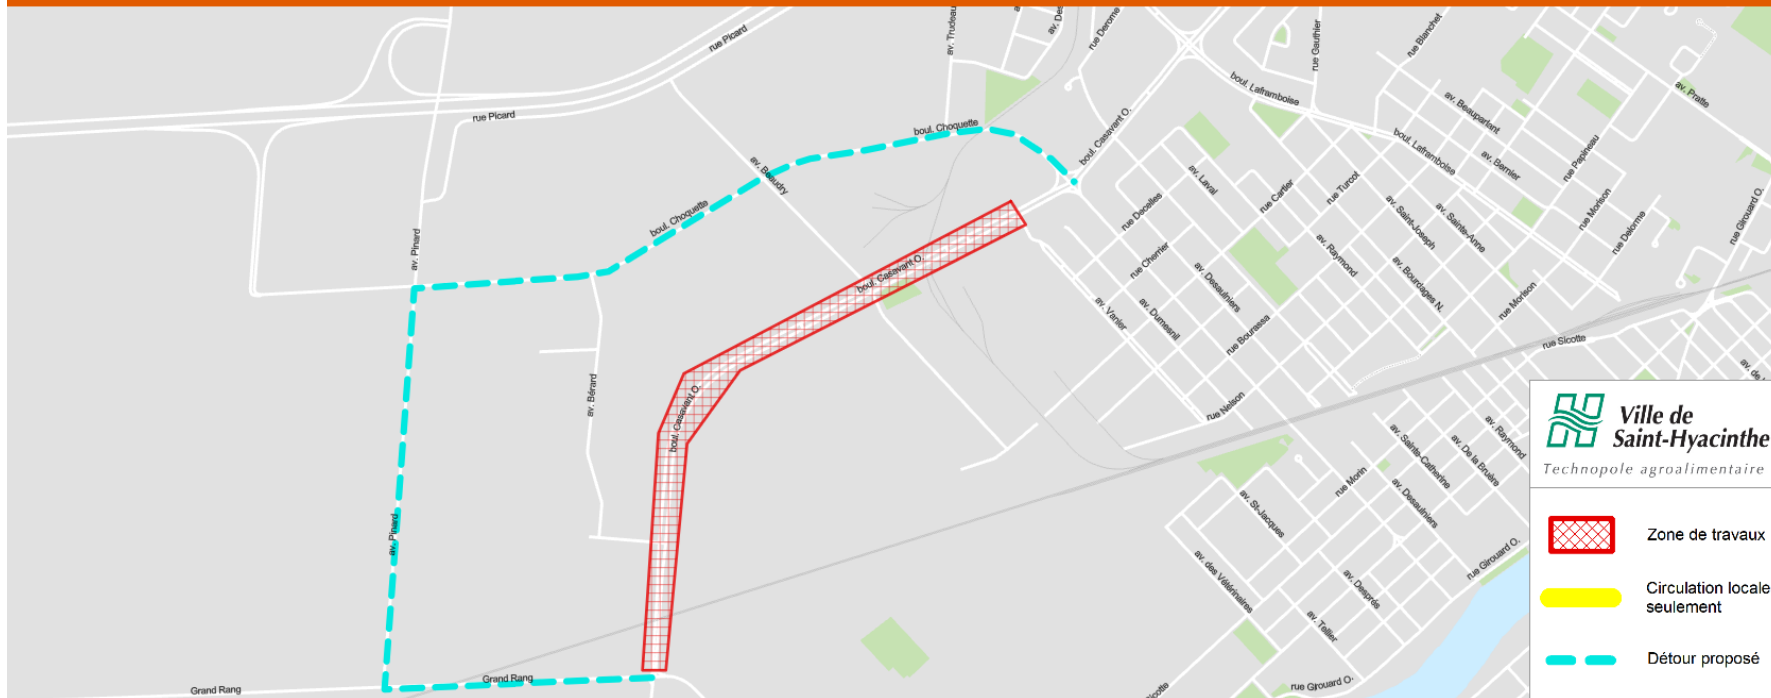 rue Picard
av. Trudeau
rue Derome
rue Gauthier
rue Blanchet
boul. Laframboise
av. Pratte
rue Picard
av. Beauparlant
boul. Choquette
boul. Casavant O.
boul. Laframboise
rue Papineau
av. Bernier
av. Beaudry
av. Laval
rue Cartier
rue Turcot
rue Decelles
av. Saint-Joseph
av. Sainte-Anne
rue Morison
rue Delorme
rue Girouard O.
boul. Choquette
av. Pinard
rue Cherrier
av. Raymond
av. Desaulniers
av. Bourdages N.
boul. Casavant O.
av. Vanier
av. Dumesnil
rue Bourassa
rue Morison
rue Sicotte
av. Bérard
boul. Casavant O.
rue Nelson
av. Sainte-Catherine
av. De la Bruère
av. Raymond
rue Morin
av. Desaulniers
av. St-Jacques
av. Pinard
rue Girouard O.
av. des Vétérinaires
av. Després
av. Tellier
Grand Rang
Grand Rang
rue Girouard O.
Ville de
Saint-Hyacinthe
Technopole agroalimentaire
Zone de travaux
Circulation locale
seulement
Détour proposé